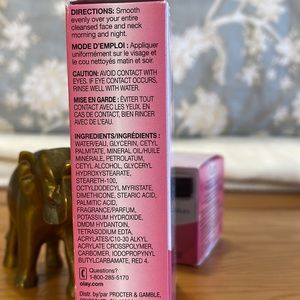 DIRECTIONS: Smooth
evenly over your entire
cleansed face and neck
morning and night.
MODE D'EMPLOI : Appliquer
uniformément sur le visage et
le cou nettoyés matin et soir.
CAUTION: AVOID CONTACT WITH
EYES. IF EYE CONTACT OCCURS,
RINSE WELL WITH WATER.
MISE EN GARDE : ÉVITER TOUT
CONTACT AVEC LES YEUX. EN
CAS DE CONTACT, BIEN RINCER
AVEC DE L'EAU.
INGREDIENTS/INGRÉDIENTS :
WATER/EAU, GLYCERIN, CETYL
PALMITATE, MINERAL OIL/HUILE
MINÉRALE, PETROLATUM,
CETYL ALCOHOL, GLYCERYL
HYDROXYSTEARATE,
STEARETH-100,
OCTYLDODECYL MYRISTATE,
DIMETHICONE, STEARIC ACID,
PALMITIC ACID,
FRAGRANCE/PARFUM,
POTASSIUM HYDROXIDE,
DMDM HYDANTOIN,
TETRASODIUM EDTA,
ACRYLATES/C10-30 ALKYL
ACRYLATE CROSSPOLYMER,
CARBOMER, IODOPROPYNYL
BUTYLCARBAMATE, RED 4.
Questions?
1-800-285-5170
olay.com
Distr. by/par PROCTER & GAMBLE,